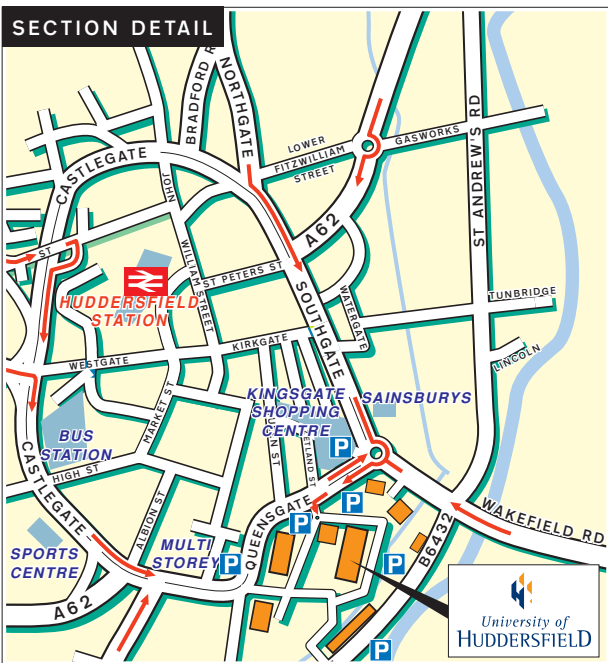 SECTION DETAIL
BRADFORD R
NORTHGATE
LOWER
FITZWILLIAM
STREET
GASWORKS
ST ANDREW'S RD
CASTLEGATE
JOHN
WILLIAM STREET
A62
ST
ST PETERS ST
HUDDERSFIELD
STATION
SOUTHGATE
WATERGATE
TUNBRIDGE
KIRKGATE
WESTGATE
LINCOLN
MARKET ST
KINGSGATE
SHOPPING
CENTRE
SAINSBURYS
BUS
STATION
HIGH ST
P
CASTLEGATE
ALBION ST
QUEENSGATE
P
P
WAKEFIELD RD
B6432
MULTI
STOREY
P
P
SPORTS
CENTRE
A62
University of
HUDDERSFIELD
P